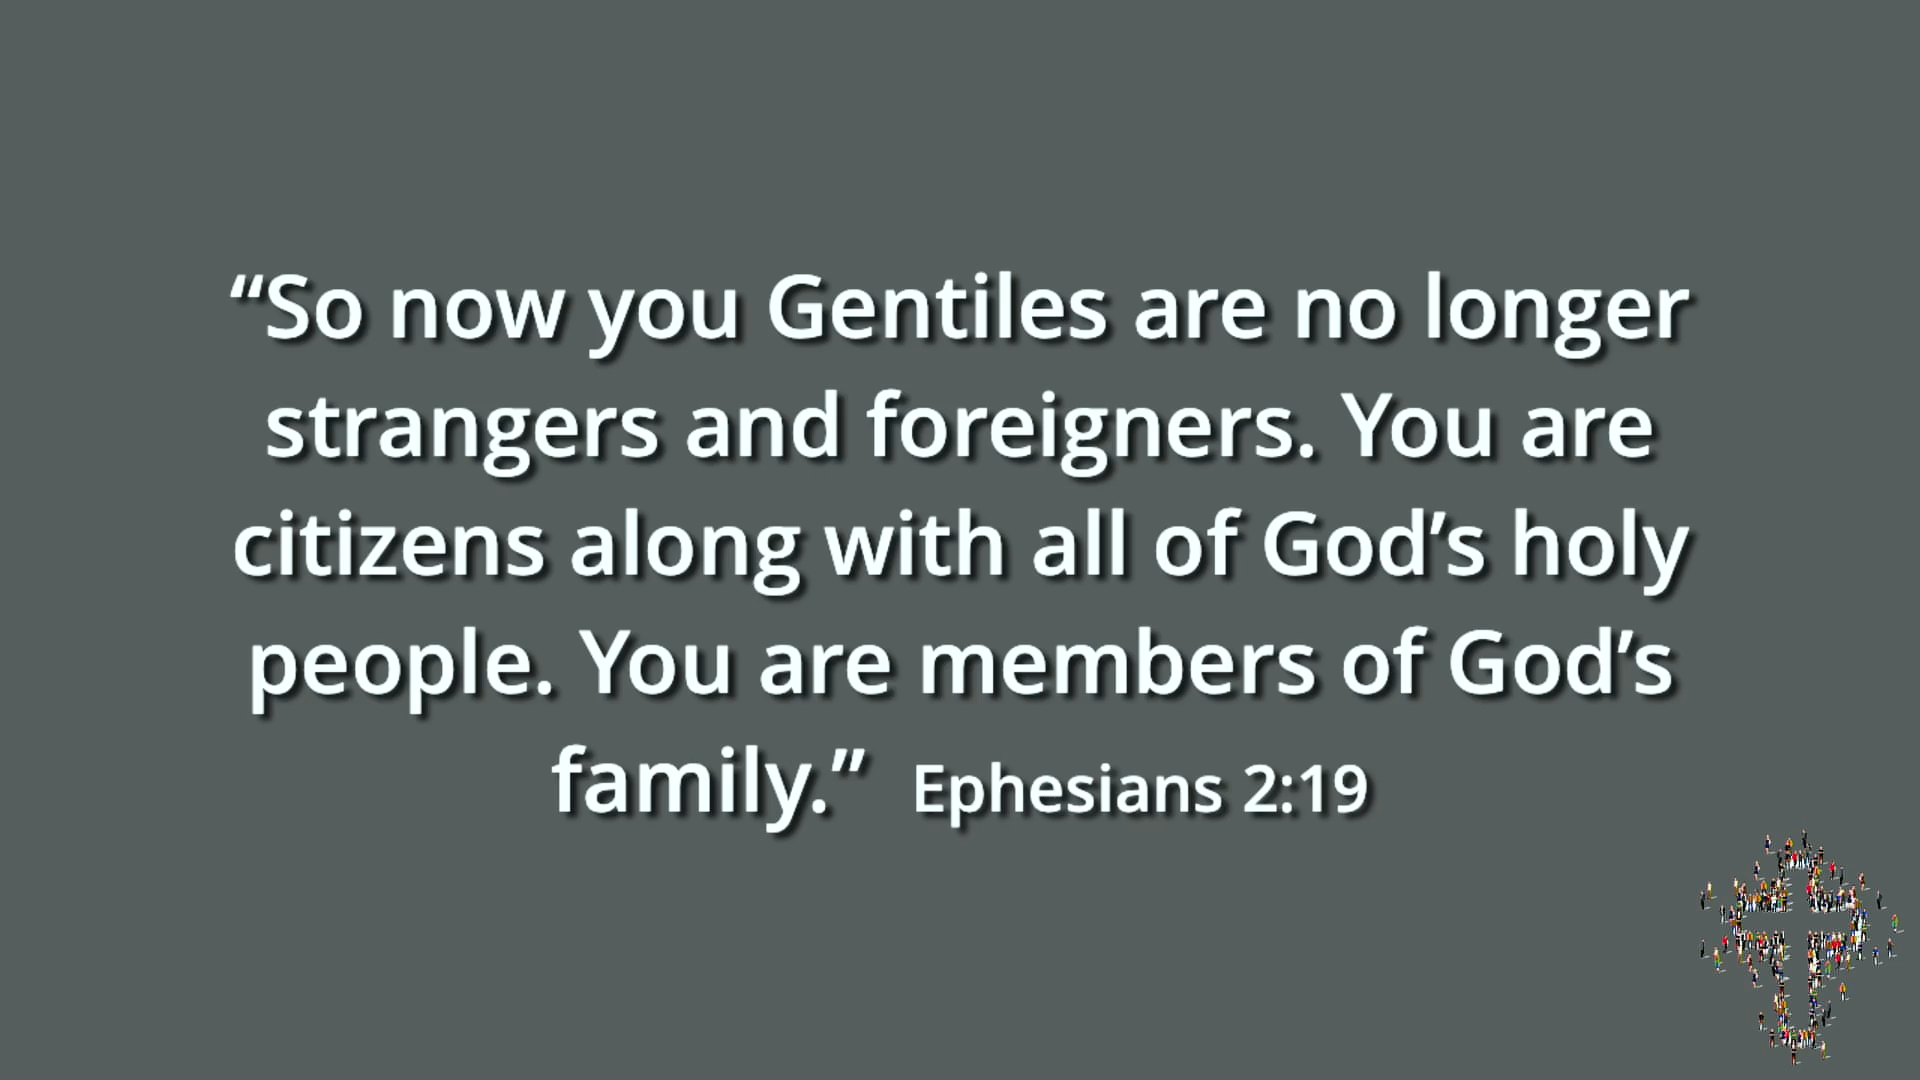 “So now you Gentiles are no longer
strangers and foreigners. You are
citizens along with all of God’s holy
people. You are members of God’s
family.” Ephesians 2:19